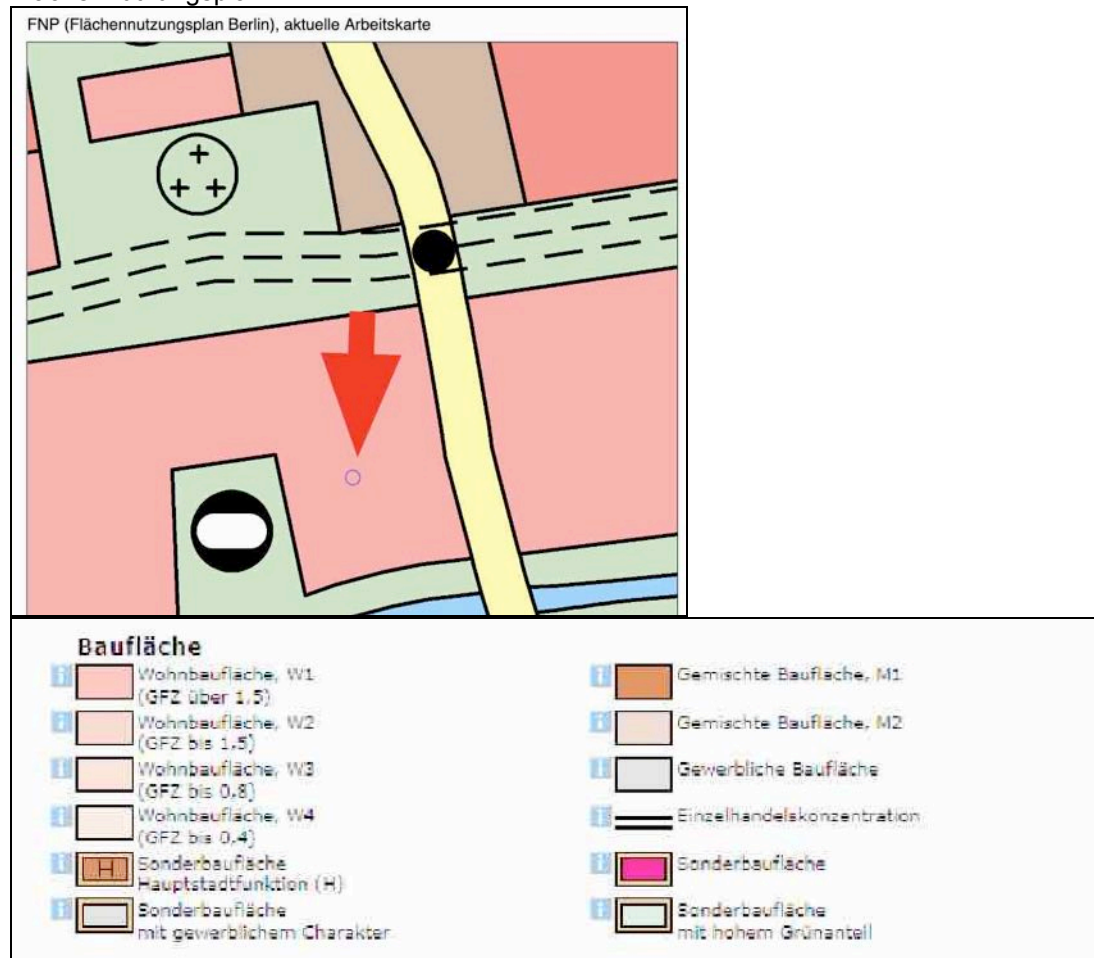 FNP (Flächennutzungsplan Berlin), aktuelle Arbeitskarte
Baufläche
Wohnbaufläche, W1
(GFZ über 1,5)
Wohnbaufläche, W2
(GFZ bis 1,5)
Wohnbaufläche, W3
(GFZ bis 0,8)
Wohnbaufläche, W4
(GFZ bis 0,4)
H Sonderbaufläche
Hauptstadtfunktion (H)
Sonderbaufläche
mit gewerblichem Charakter
Gemischte Baufläche, M1
Gemischte Baufläche, M2
Gewerbliche Baufläche
Einzelhandelskonzentration
Sonderbaufläche
Sonderbaufläche
mit hohem Grünanteil